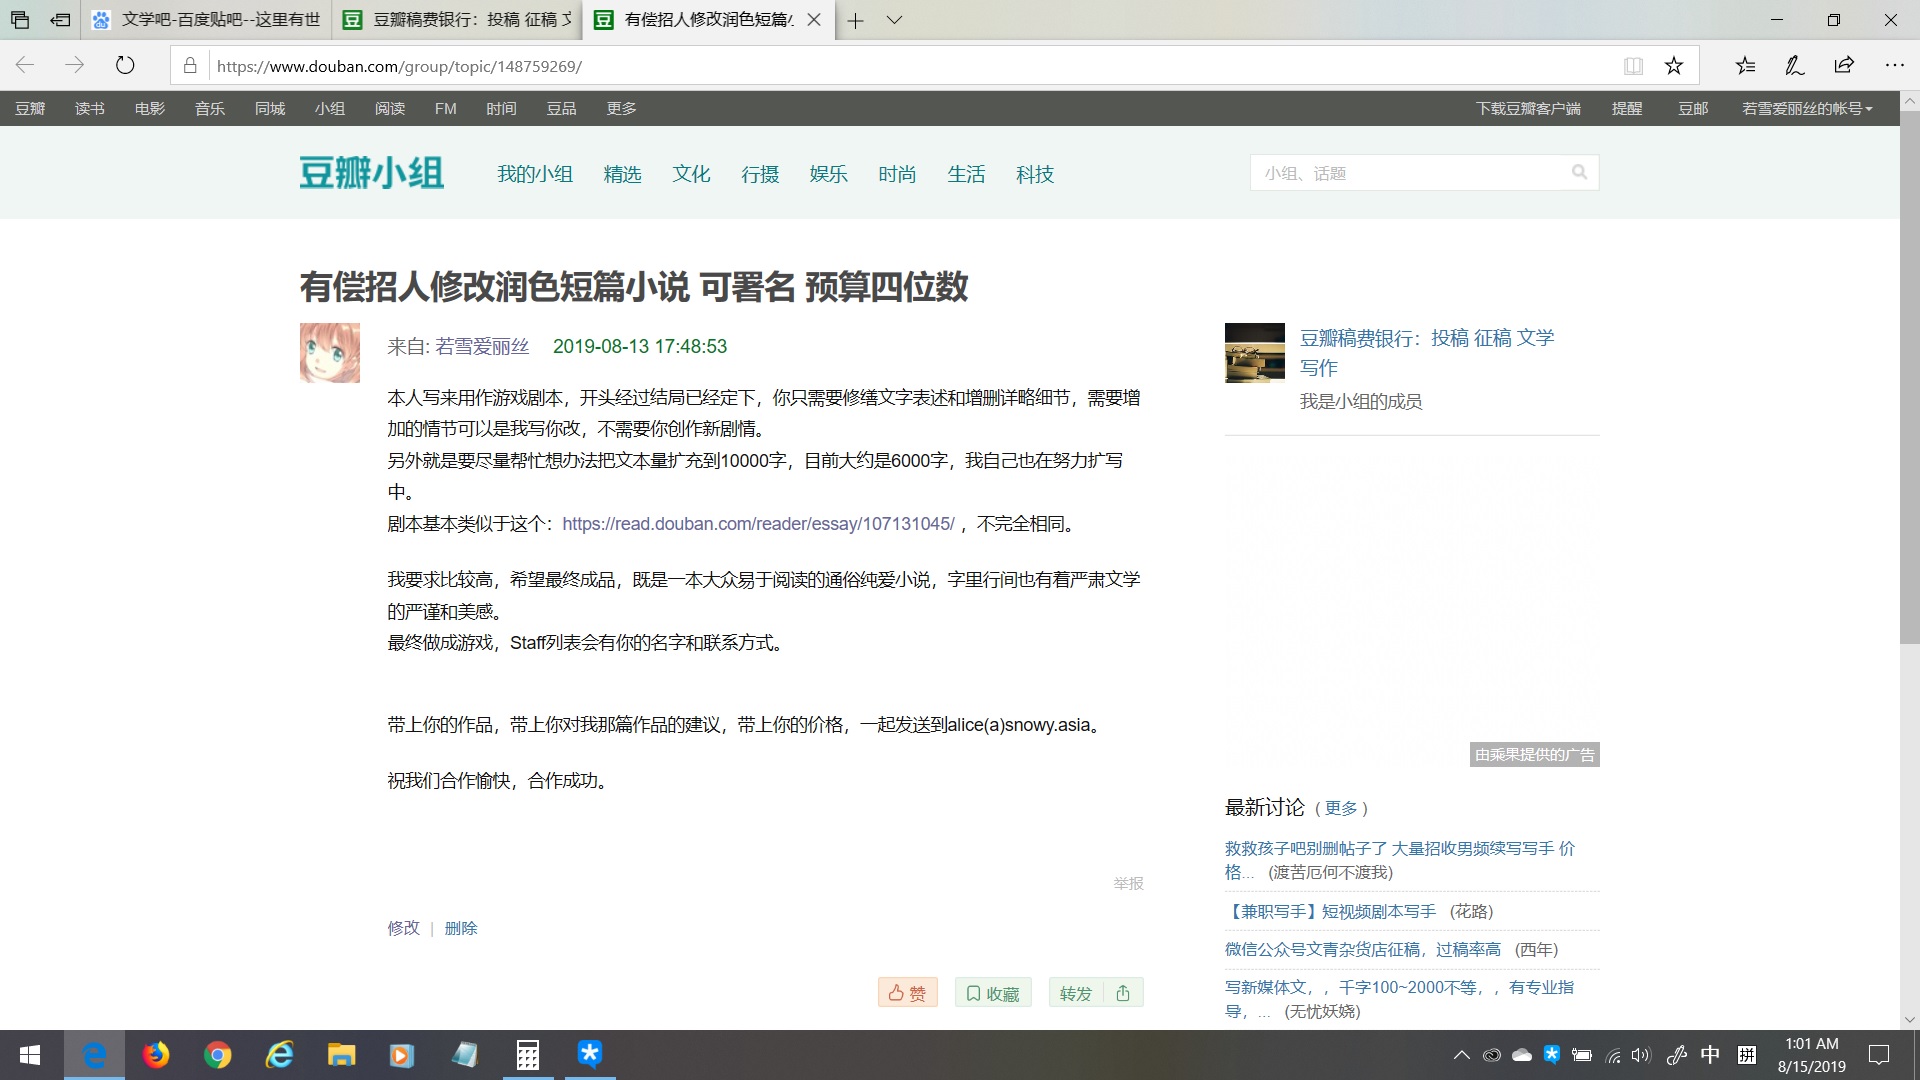 文学吧-百度贴吧--这里有世
豆瓣稿费银行：投稿 征稿 文
有偿招人修改润色短篇小
https://www.douban.com/group/topic/148759269/
豆瓣 读书 电影 音乐 同城 小组 阅读 FM 时间 豆品 更多
下载豆瓣客户端 提醒 豆邮 若雪爱丽丝的帐号
豆瓣小组
我的小组 精选 文化 行摄 娱乐 时尚 生活 科技
小组、话题
有偿招人修改润色短篇小说 可署名 预算四位数
来自: 若雪爱丽丝 2019-08-13 17:48:53
本人写来用作游戏剧本，开头经过结局已经定下，你只需要修缮文字表述和增删详略细节，需要增
加的情节可以是我写你改，不需要你创作新剧情。
另外就是要尽量帮忙想办法把文本量扩充到10000字，目前大约是6000字，我自己也在努力扩写
中。
剧本基本类似于这个：https://read.douban.com/reader/essay/107131045/ ，不完全相同。
我要求比较高，希望最终成品，既是一本大众易于阅读的通俗纯爱小说，字里行间也有着严肃文学
的严谨和美感。
最终做成游戏，Staff列表会有你的名字和联系方式。
带上你的作品，带上你对我那篇作品的建议，带上你的价格，一起发送到alice(a)snowy.asia。
祝我们合作愉快，合作成功。
举报
修改 | 删除
赞 收藏 转发
豆瓣稿费银行：投稿 征稿 文学
写作
我是小组的成员
由乘果提供的广告
最新讨论 （ 更多 ）
救救孩子吧别删帖子了 大量招收男频续写写手 价
格... (渡苦厄何不渡我)
【兼职写手】短视频剧本写手 (花路)
微信公众号文青杂货店征稿，过稿率高 (西年)
写新媒体文，，千字100~2000不等，，有专业指
导，... (无忧妖娆)
中 拼
1:01 AM
8/15/2019